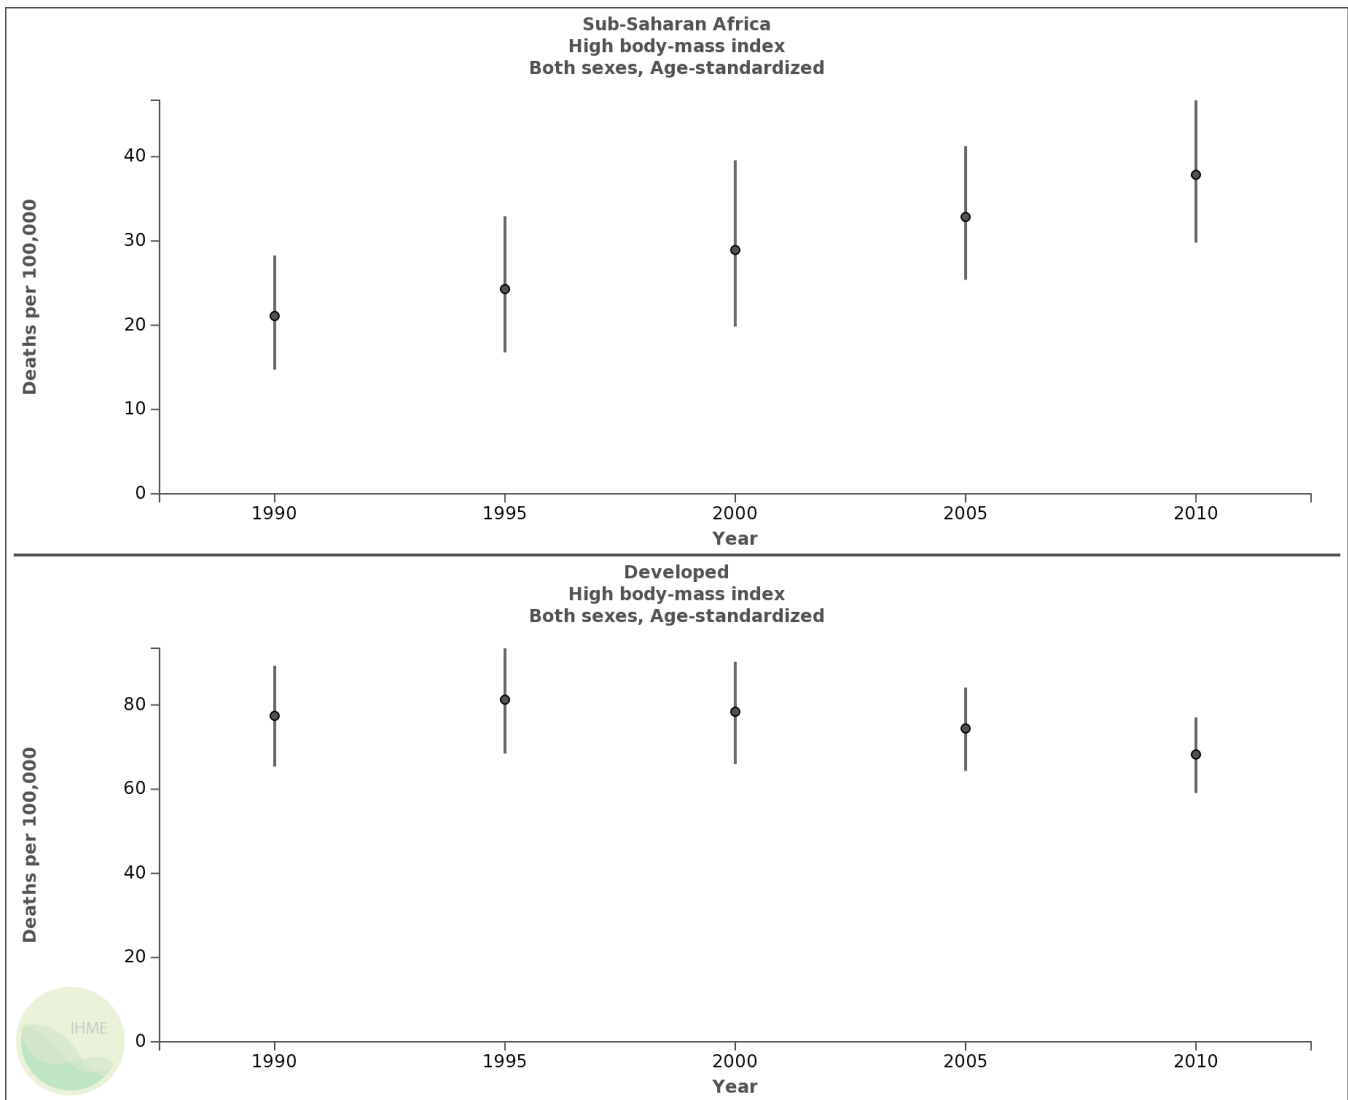 Sub-Saharan Africa
High body-mass index
Both sexes, Age-standardized
Deaths per 100,000
40
30
20
10
0
1990 1995 2000 2005 2010
Year
Developed
High body-mass index
Both sexes, Age-standardized
Deaths per 100,000
80
60
40
20
0
IHME
1990 1995 2000 2005 2010
Year